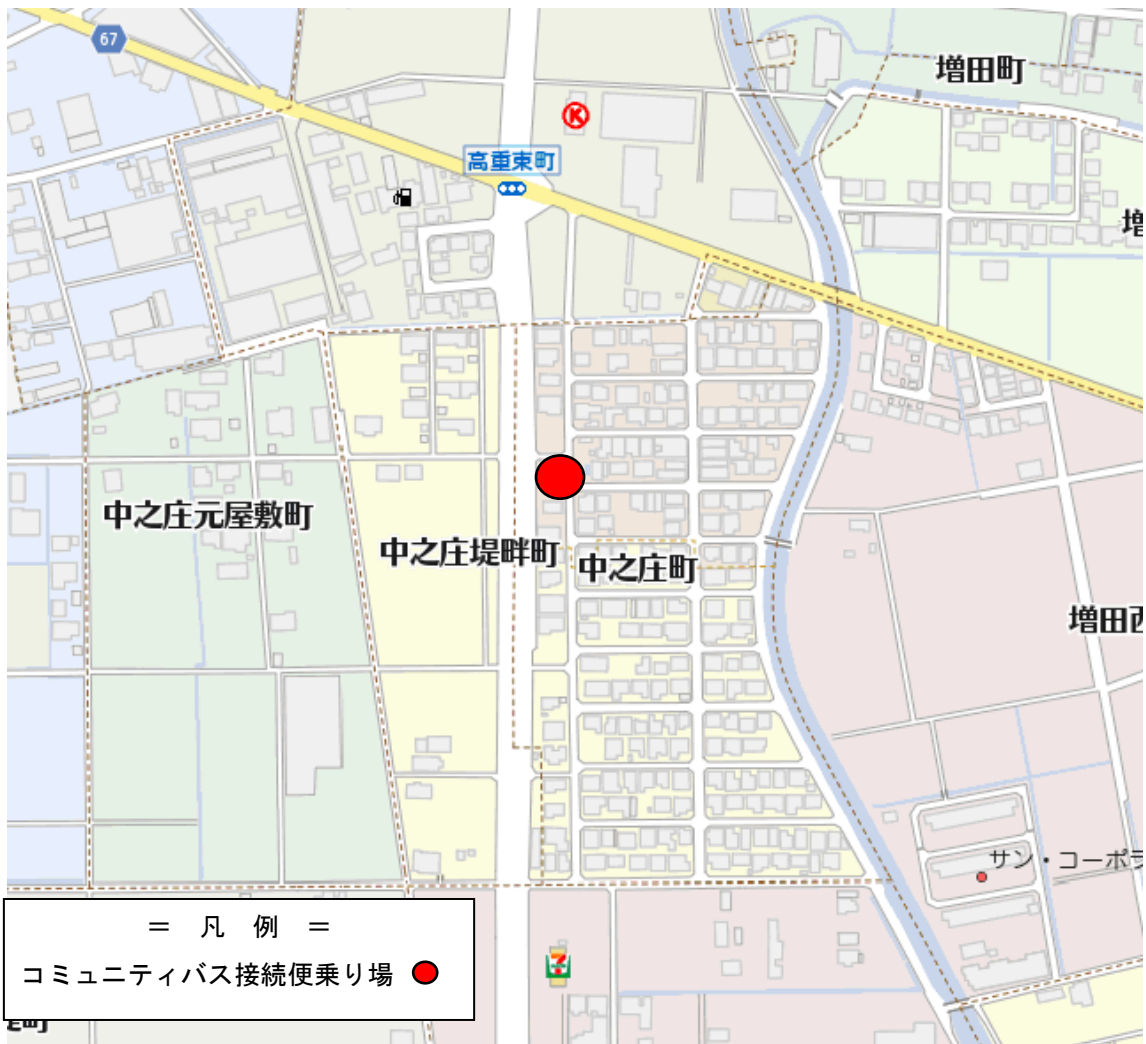 67
増田町
K
高重東町
増
中之庄元屋敷町
中之庄堤畔町
中之庄町
増田西
サン・コーポラ
7
＝ 凡 例 ＝
コミュニティバス接続便乗り場